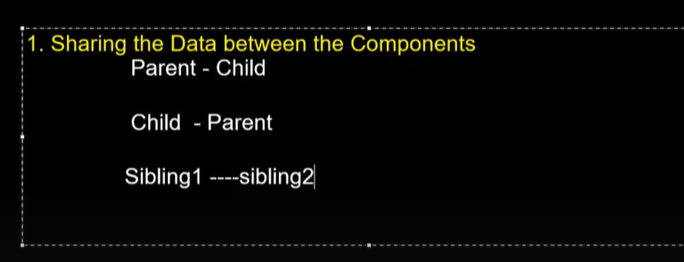 1. Sharing the Data between the Components
Parent - Child
Child  - Parent
Sibling1 ----sibling2